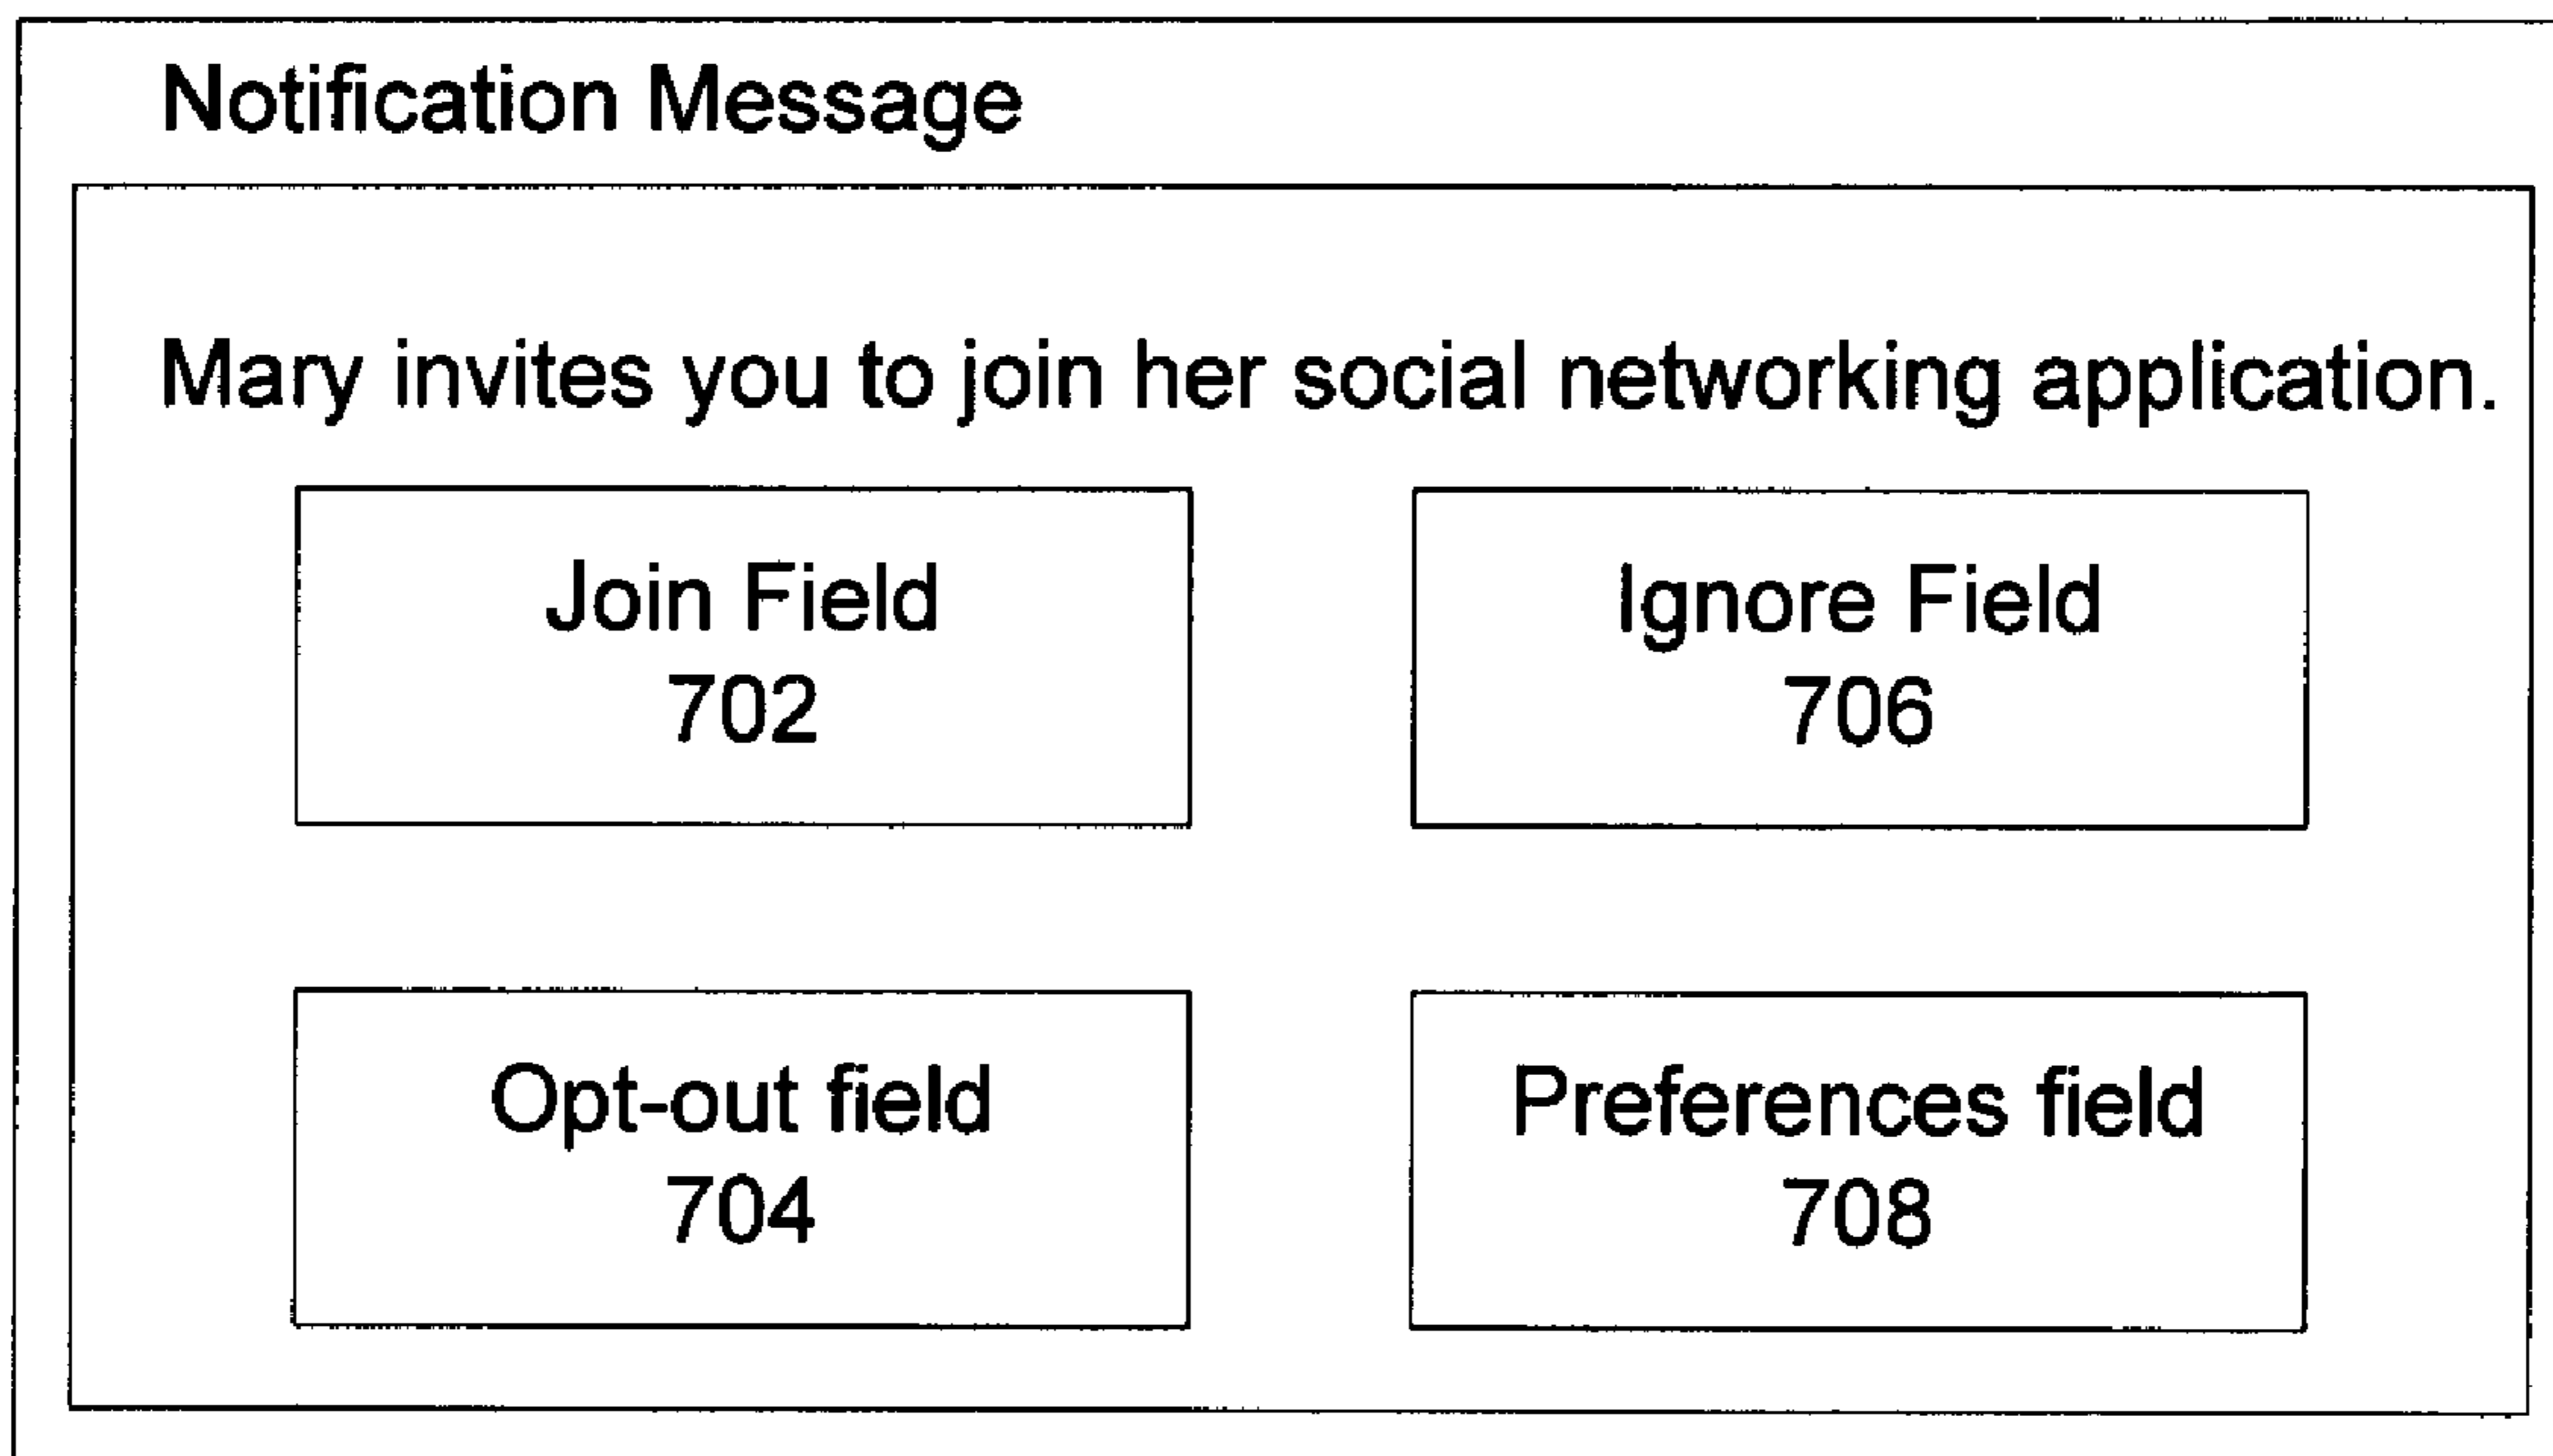 Notification Message
Mary invites you to join her social networking application.
Join Field
702
Ignore Field
706
Opt-out field
704
Preferences field
708